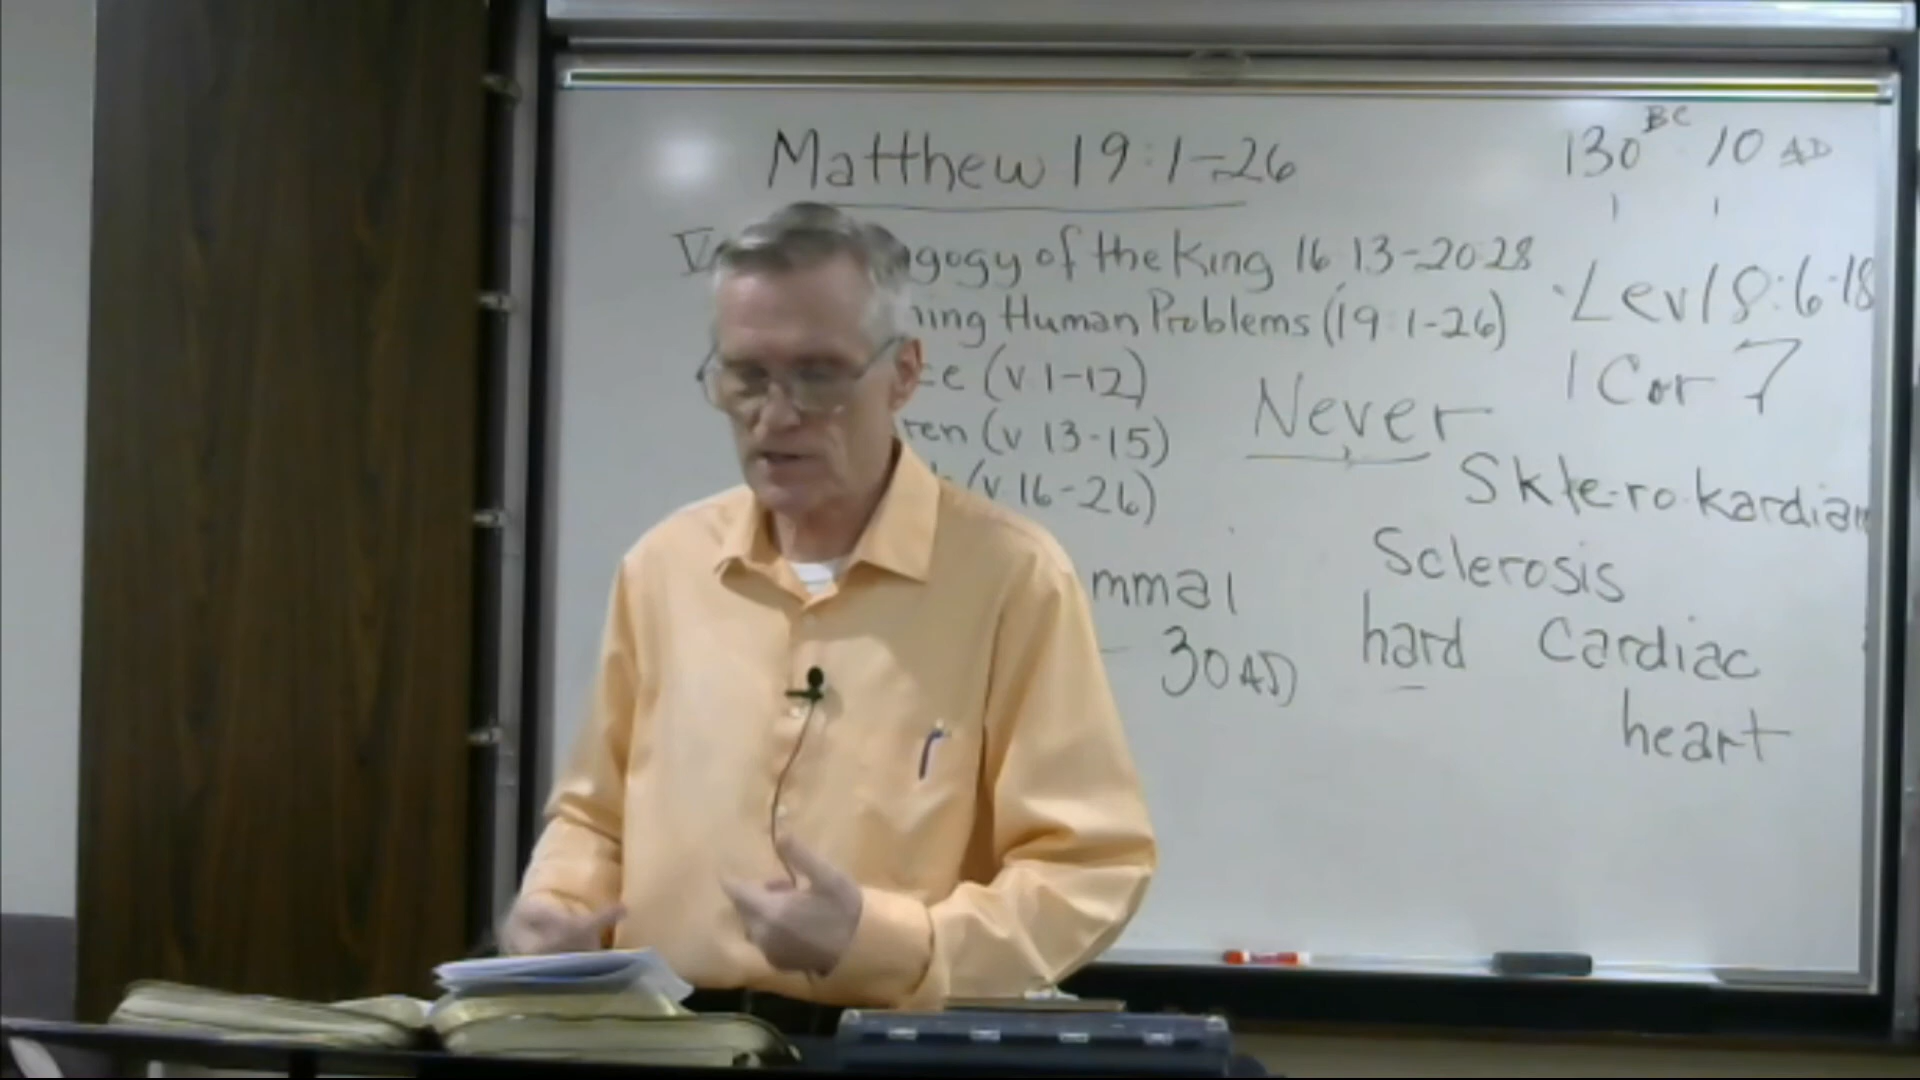 Matthew 19:1-26
130 BC 10 AD
V gogy of the King 16:13-20:28
ning Human Problems (19:1-26)
ce (v 1-12)
ren (v 13-15)
(v 16-26)
Lev 18:6-18
1 Cor 7
Never
Skle-ro-kardian
Sclerosis
mmai
hard Cardiac
- 30 AD)
heart